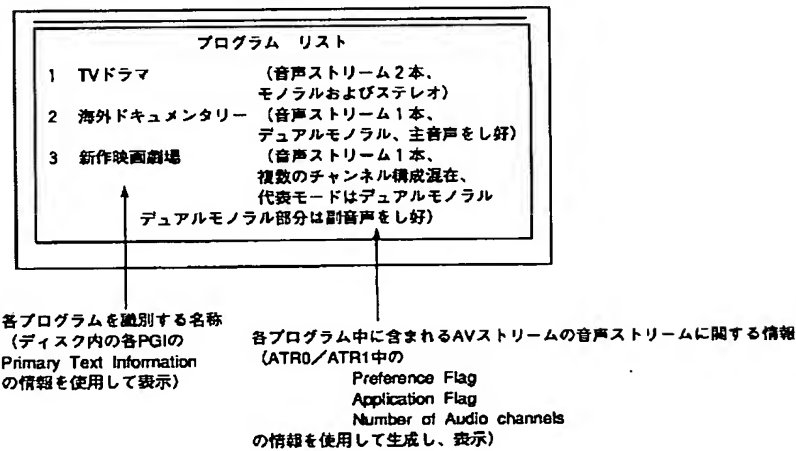 プログラム リスト
1 TVドラマ (音声ストリーム2本、
モノラルおよびステレオ)
2 海外ドキュメンタリー (音声ストリーム1本、
デュアルモノラル、主音声をし好)
3 新作映画劇場 (音声ストリーム1本、
複数のチャンネル構成混在、
代表モードはデュアルモノラル
デュアルモノラル部分は副音声をし好)
各プログラムを識別する名称
(ディスク内の各PGIの
Primary Text Information
の情報を使用して表示)
各プログラム中に含まれるAVストリームの音声ストリームに関する情報
(ATR0/ATR1中の
Preference Flag
Application Flag
Number of Audio channels
の情報を使用して生成し、表示)